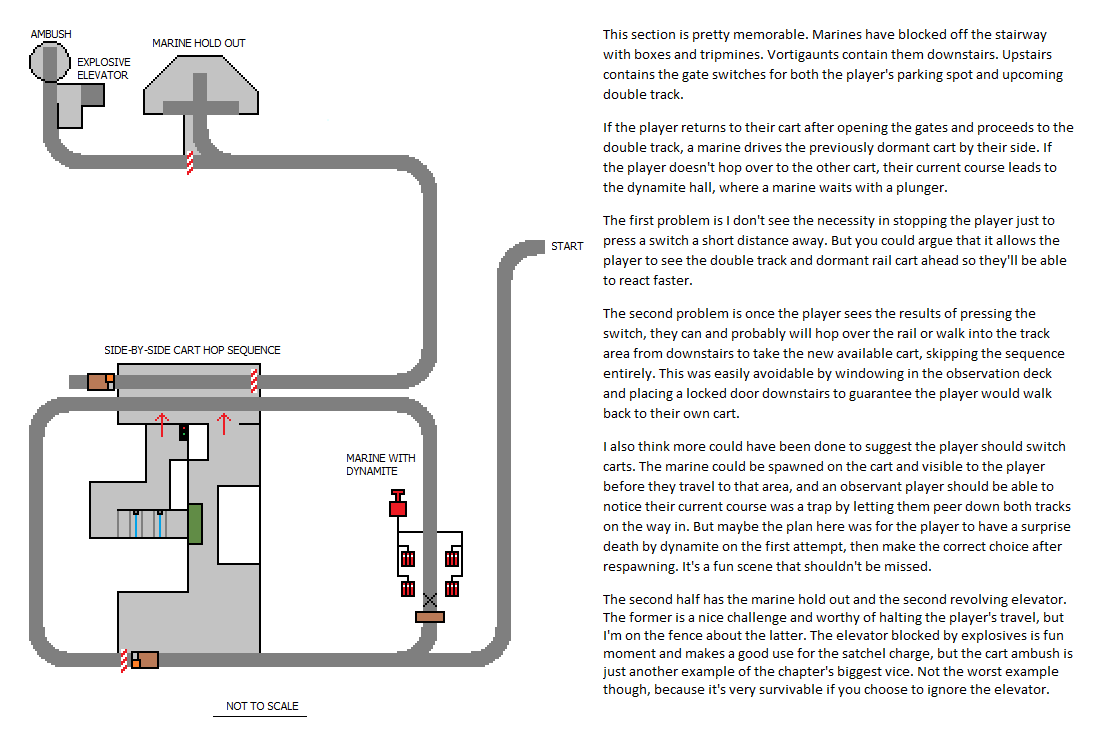 AMBUSH
EXPLOSIVE
ELEVATOR
MARINE HOLD OUT
START
SIDE-BY-SIDE CART HOP SEQUENCE
MARINE WITH
DYNAMITE
NOT TO SCALE
This section is pretty memorable. Marines have blocked off the stairway
with boxes and tripmines. Vortigaunts contain them downstairs. Upstairs
contains the gate switches for both the player's parking spot and upcoming
double track.
If the player returns to their cart after opening the gates and proceeds to the
double track, a marine drives the previously dormant cart by their side. If
the player doesn't hop over to the other cart, their current course leads to
the dynamite hall, where a marine waits with a plunger.
The first problem is I don't see the necessity in stopping the player just to
press a switch a short distance away. But you could argue that it allows the
player to see the double track and dormant rail cart ahead so they'll be able
to react faster.
The second problem is once the player sees the results of pressing the
switch, they can and probably will hop over the rail or walk into the track
area from downstairs to take the new available cart, skipping the sequence
entirely. This was easily avoidable by windowing in the observation deck
and placing a locked door downstairs to guarantee the player would walk
back to their own cart.
I also think more could have been done to suggest the player should switch
carts. The marine could be spawned on the cart and visible to the player
before they travel to that area, and an observant player should be able to
notice their current course was a trap by letting them peer down both tracks
on the way in. But maybe the plan here was for the player to have a surprise
death by dynamite on the first attempt, then make the correct choice after
respawning. It's a fun scene that shouldn't be missed.
The second half has the marine hold out and the second revolving elevator.
The former is a nice challenge and worthy of halting the player's travel, but
I'm on the fence about the latter. The elevator blocked by explosives is fun
moment and makes a good use for the satchel charge, but the cart ambush is
just another example of the chapter's biggest vice. Not the worst example
though, because it's very survivable if you choose to ignore the elevator.